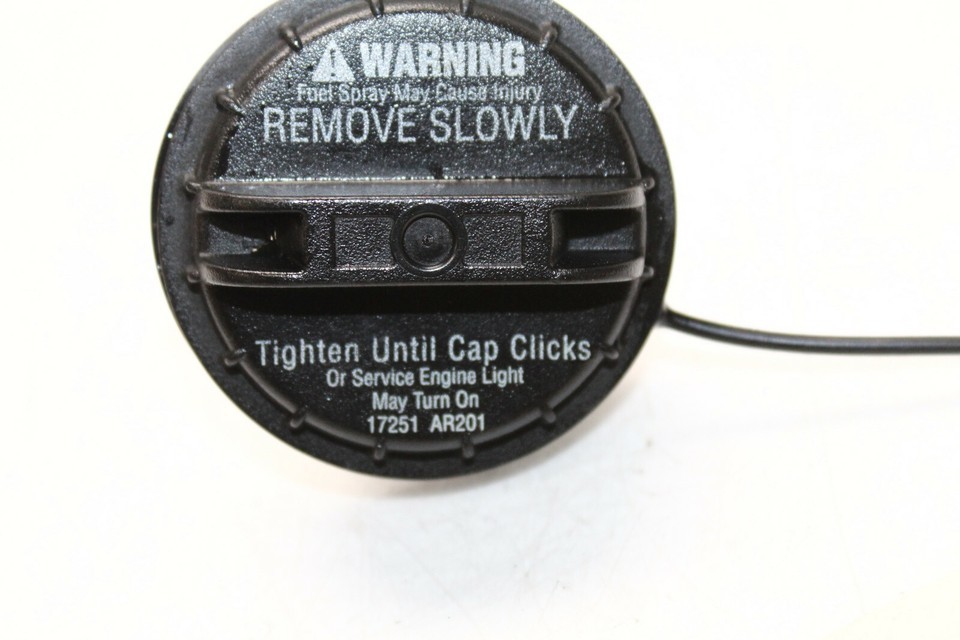 WARNING
Fuel Spray May Cause Injury
REMOVE SLOWLY
Tighten Until Cap Clicks
Or Service Engine Light
May Turn On
17251 AR201